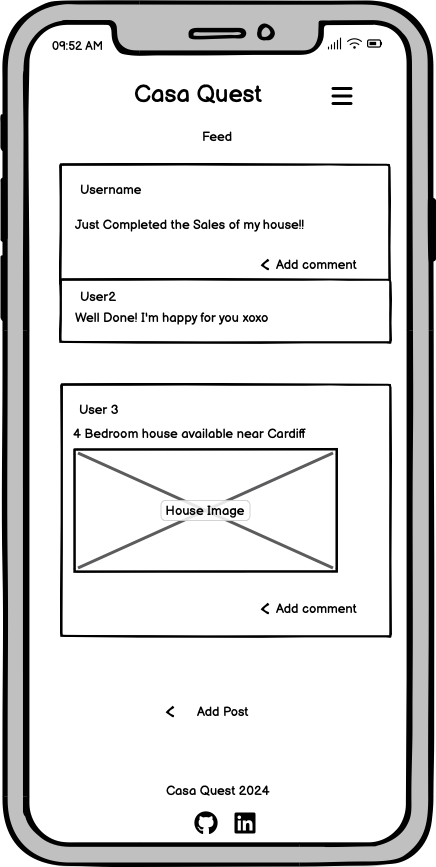 09:52 AM
Casa Quest
Feed
Username
Just Completed the Sales of my house!!
< Add comment
User2
Well Done! I'm happy for you xoxo
User 3
4 Bedroom house available near Cardiff
House Image
< Add comment
< Add Post
Casa Quest 2024
in